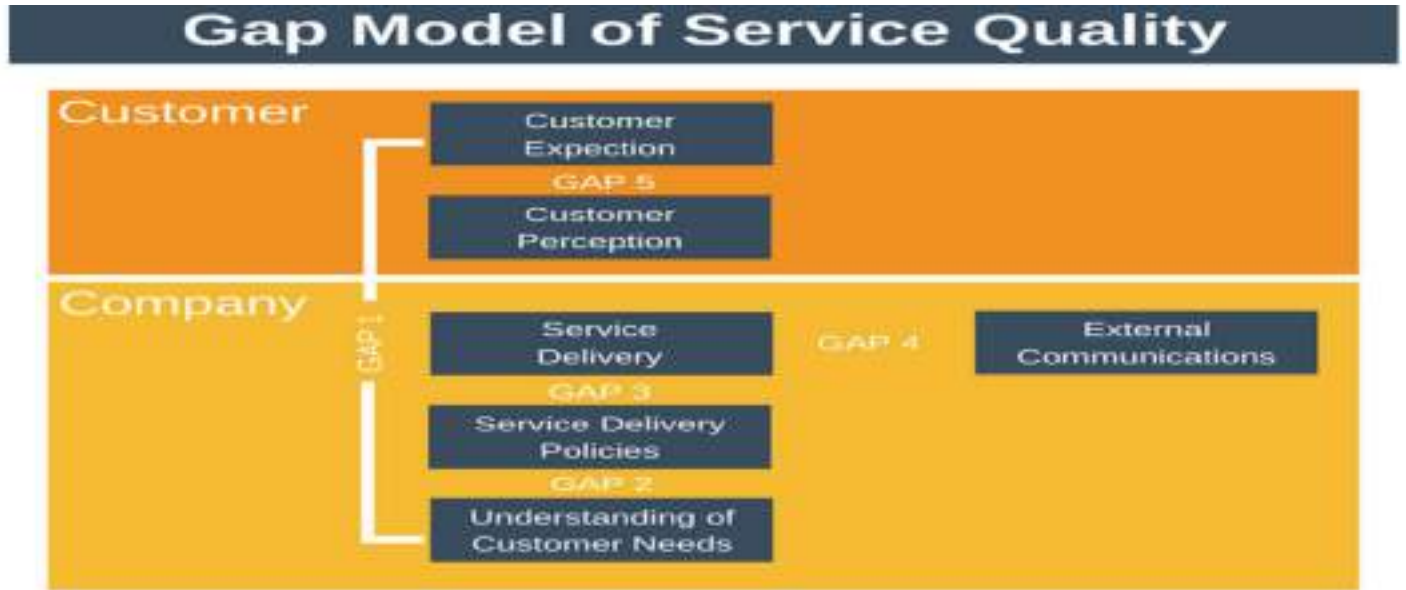 Gap Model of Service Quality
Customer
Customer
Expection
GAP 5
Customer
Perception
Company
GAP 1
Service
Delivery
GAP 4
External
Communications
GAP 3
Service Delivery
Policies
GAP 2
Understanding of
Customer Needs